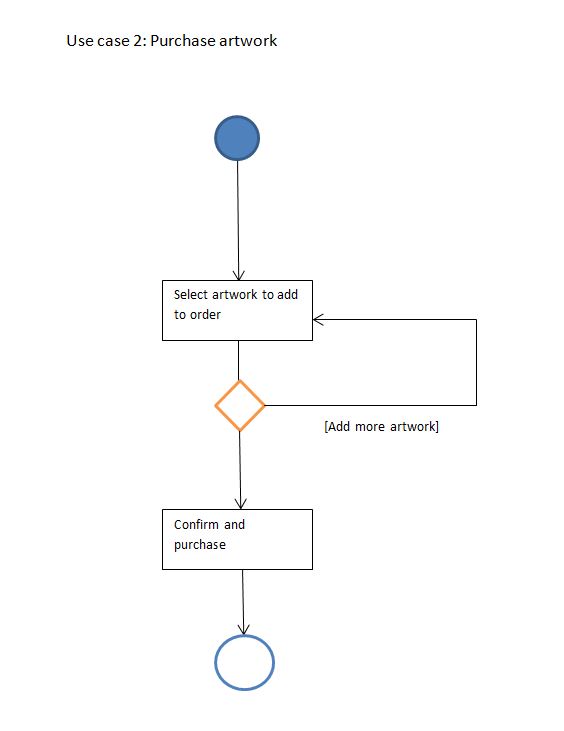 Use case 2: Purchase artwork
Select artwork to add
to order
[Add more artwork]
Confirm and
purchase